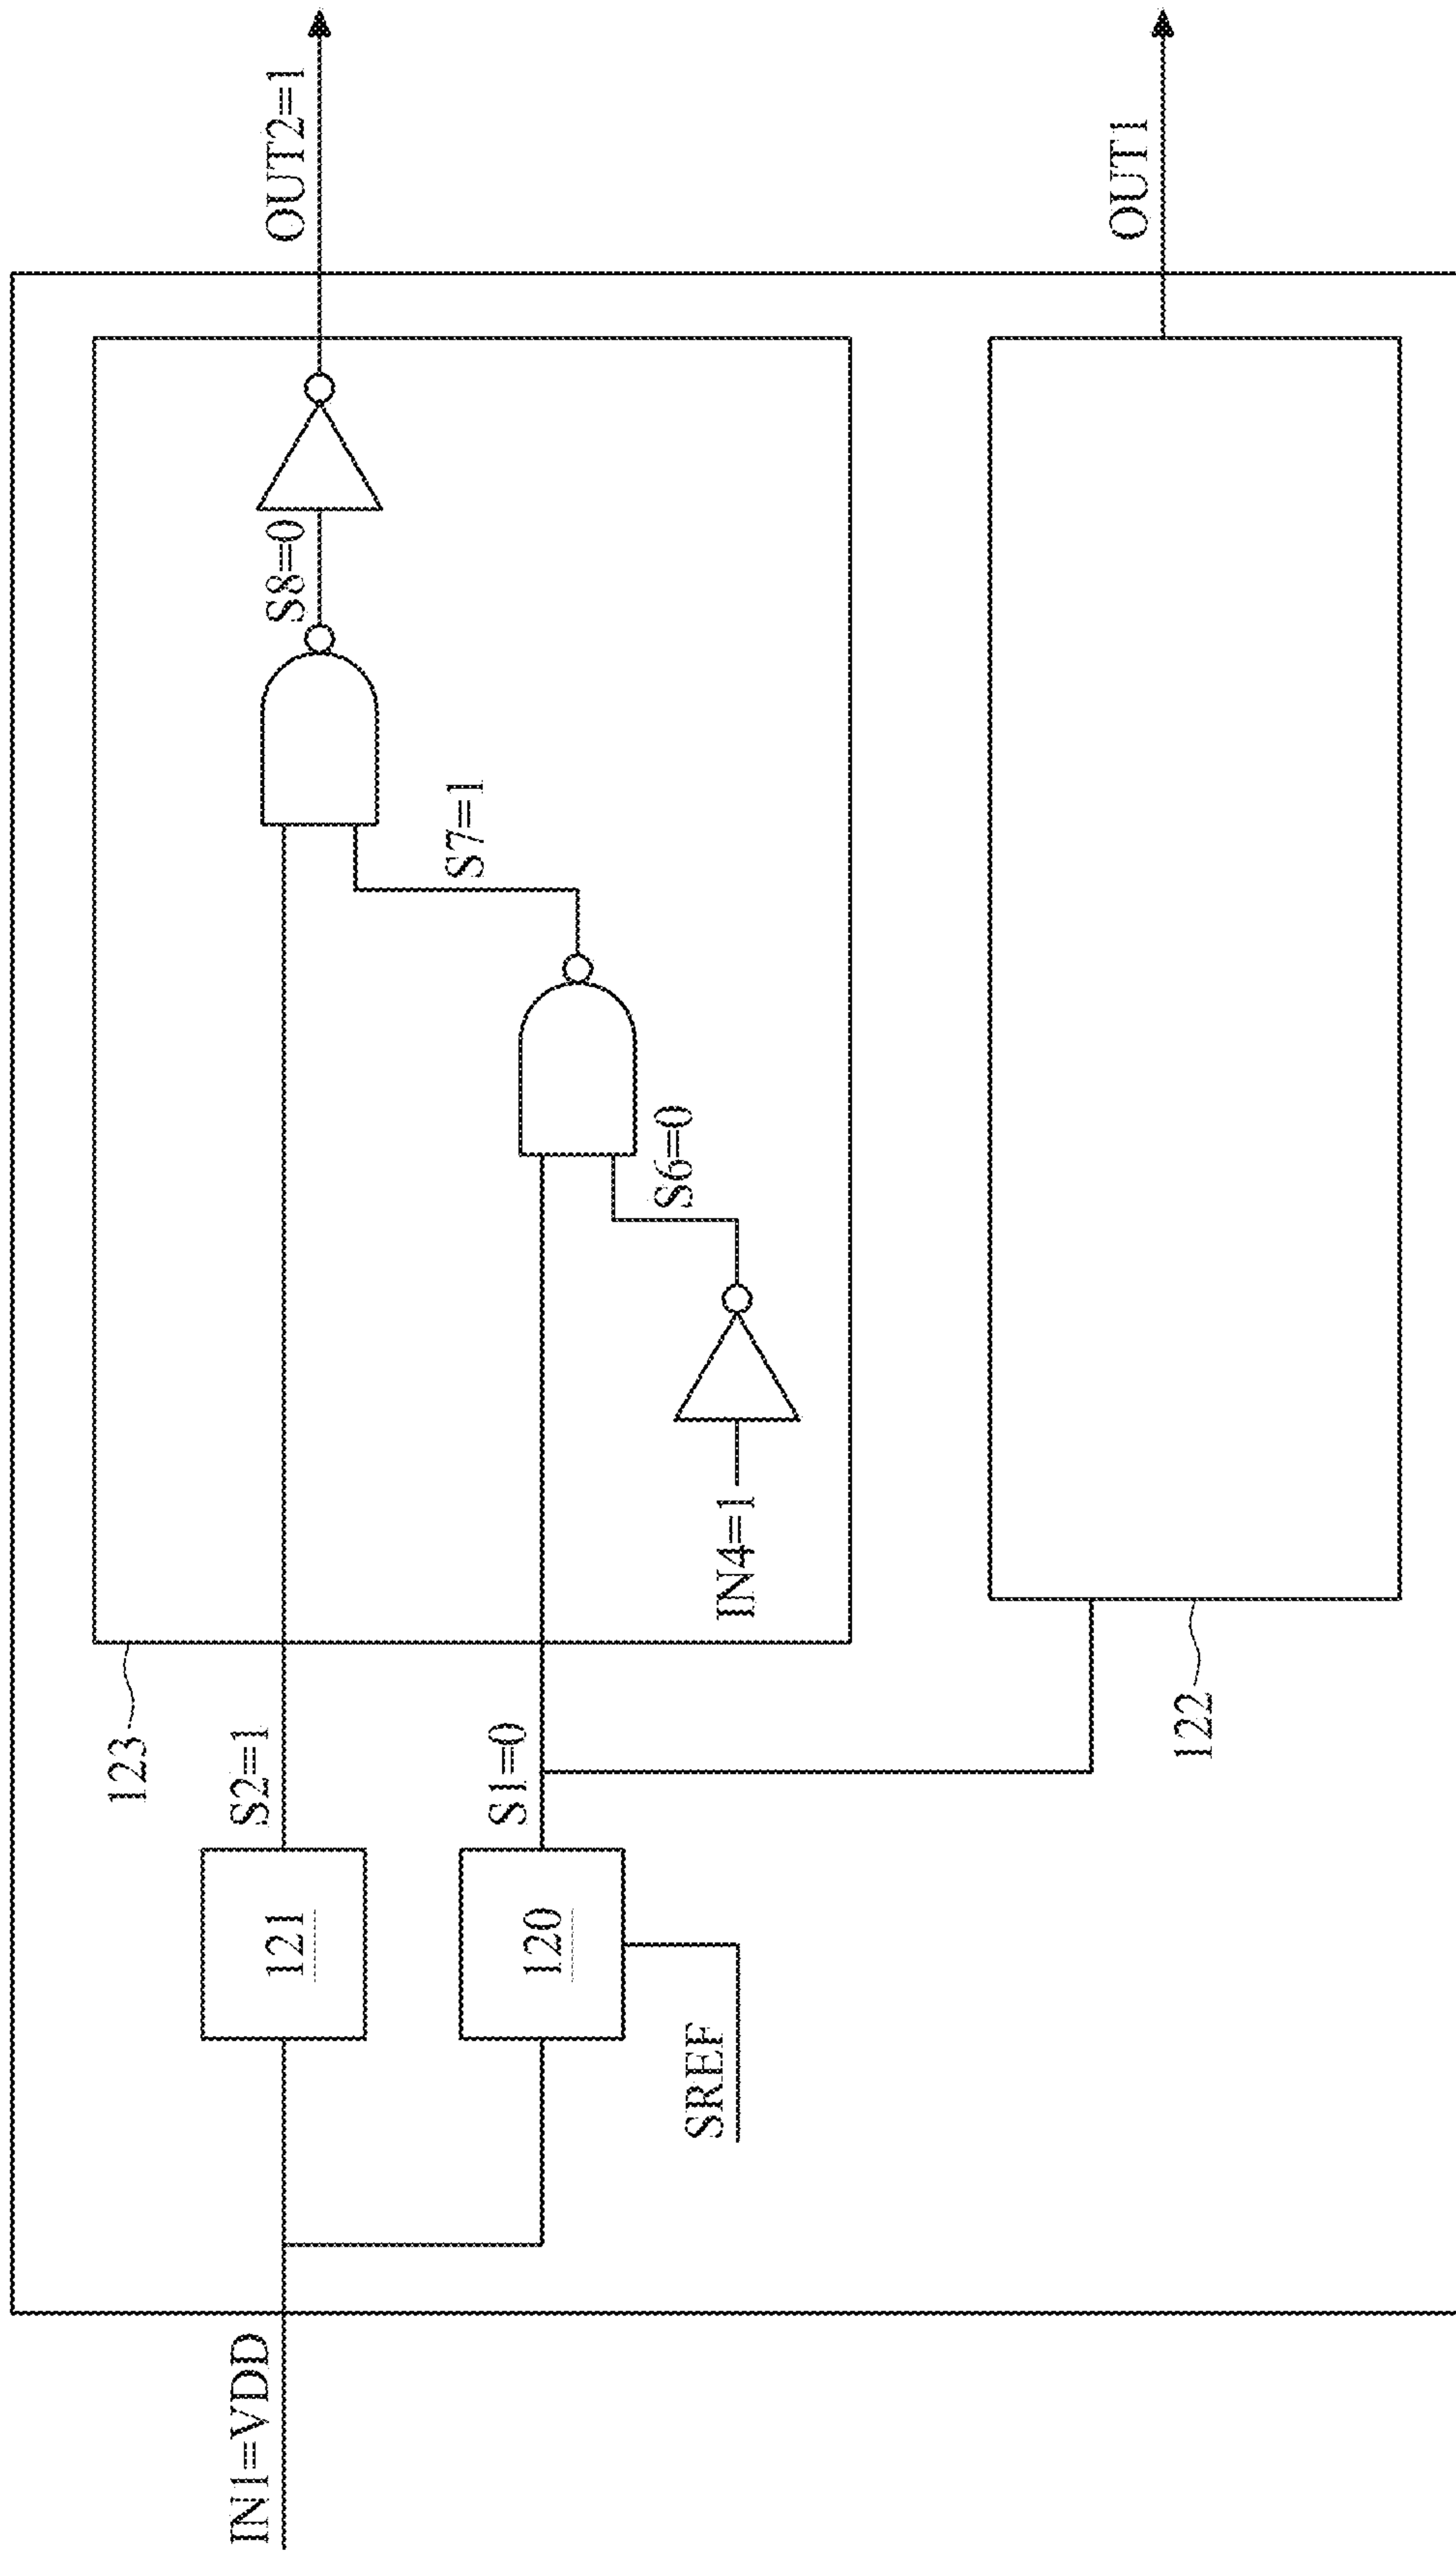 IN1=VDD
SREF
121
120
S2=1
S1=0
123
122
IN4=1
S6=0
S7=1
S8=0
OUT2=1
OUT1